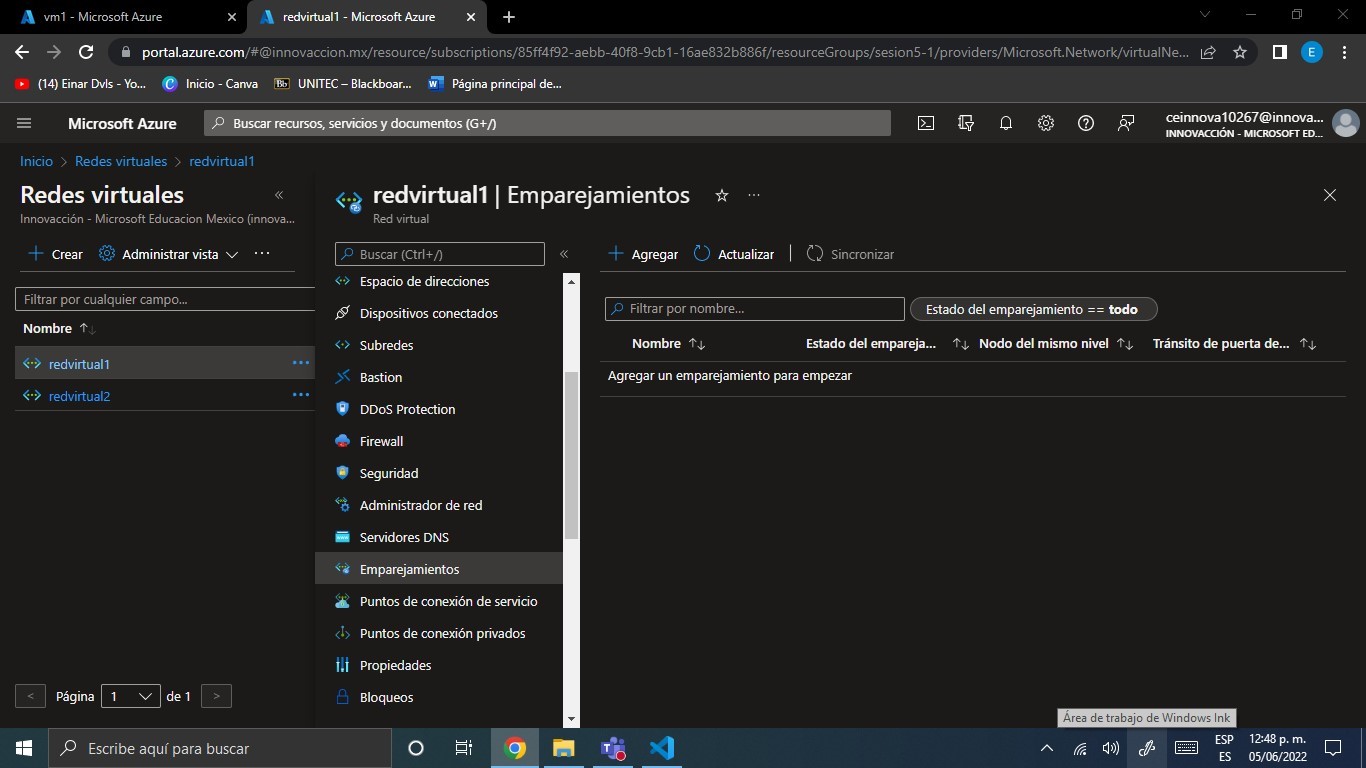 vm1 - Microsoft Azure
redvirtual1 - Microsoft Azure
portal.azure.com/#@innovaccion.mx/resource/subscriptions/85ff4f92-aebb-40f8-9cb1-16ae832b886f/resourceGroups/sesion5-1/providers/Microsoft.Network/virtualNe...
E
(14) Einar Dvls - Yo...
Inicio - Canva
Bb
UNITEC – Blackboar...
Página principal de...
Microsoft Azure
Buscar recursos, servicios y documentos (G+/)
ceinnova10267@innova...
INNOVACCIÓN - MICROSOFT ED...
Inicio > Redes virtuales > redvirtual1
Redes virtuales
Innovacción - Microsoft Educacion Mexico (innova...
redvirtual1 | Emparejamientos
Red virtual
Crear
Administrar vista
Filtrar por cualquier campo...
Nombre
redvirtual1
redvirtual2
Página 1 de 1
Buscar (Ctrl+/)
Espacio de direcciones
Dispositivos conectados
Subredes
Bastion
DDoS Protection
Firewall
Seguridad
Administrador de red
Servidores DNS
Emparejamientos
Puntos de conexión de servicio
Puntos de conexión privados
Propiedades
Bloqueos
Agregar
Actualizar
Sincronizar
Filtrar por nombre...
Estado del emparejamiento == todo
Nombre
Estado del empareja...
Nodo del mismo nivel
Tránsito de puerta de...
Agregar un emparejamiento para empezar
Área de trabajo de Windows Ink
Escribe aquí para buscar
ESP
ES
12:48 p. m.
05/06/2022